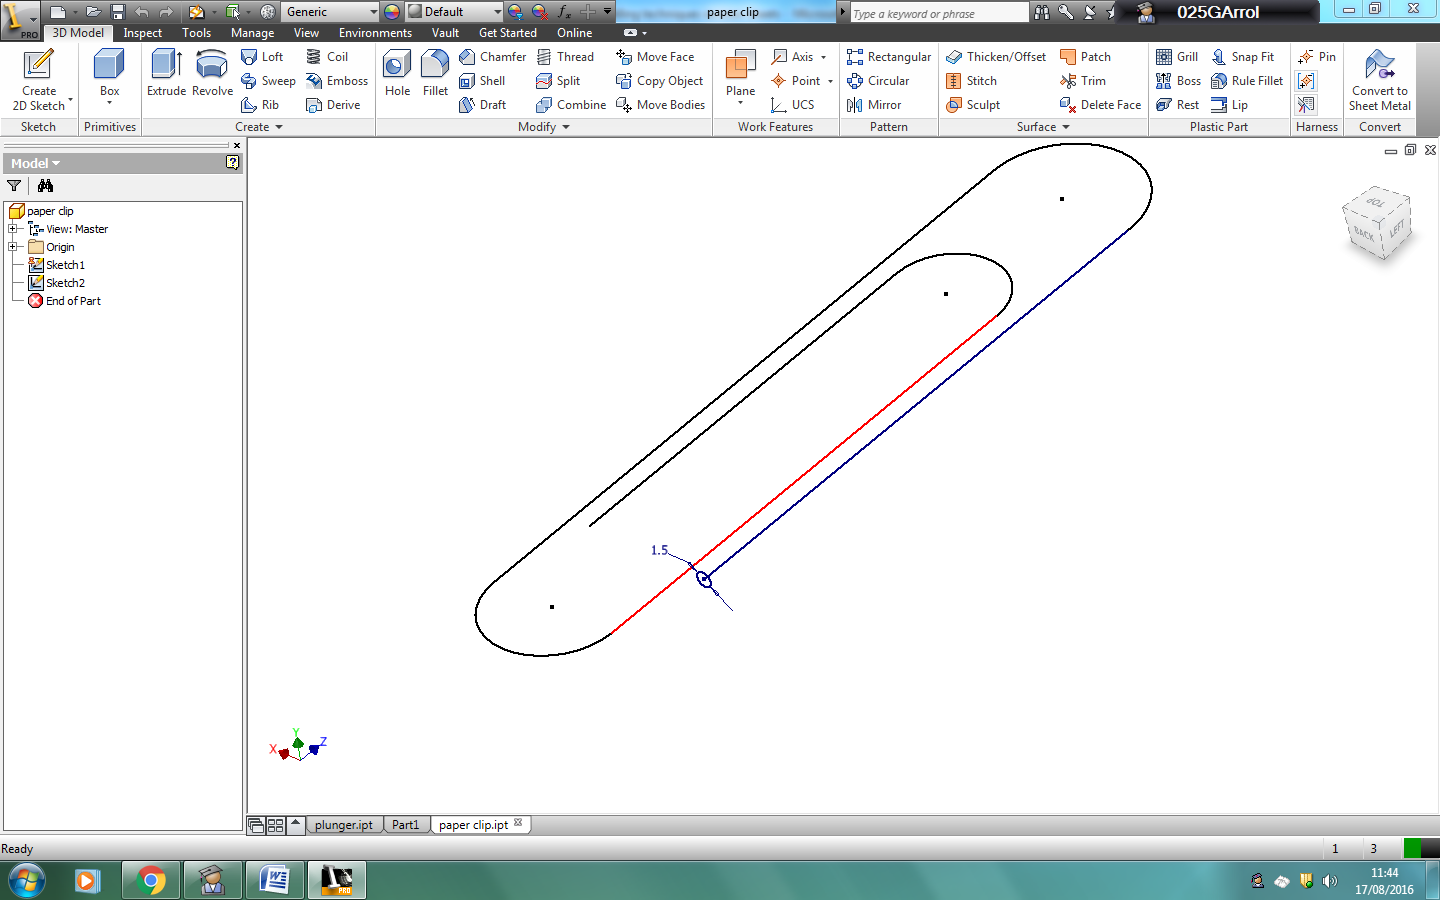 Generic
Default
paper clip
Type a keyword or phrase
025GArrol
PRO
3D Model Inspect Tools Manage View Environments Vault Get Started Online
Create
2D Sketch
Box
Extrude
Revolve
Loft
Sweep
Rib
Coil
Emboss
Derive
Hole
Fillet
Chamfer
Shell
Draft
Thread
Split
Combine
Move Face
Copy Object
Move Bodies
Plane
Axis
Point
UCS
Rectangular
Circular
Mirror
Thicken/Offset
Stitch
Sculpt
Patch
Trim
Delete Face
Grill
Boss
Rest
Snap Fit
Rule Fillet
Lip
Pin
Convert to
Sheet Metal
Sketch Primitives Create Modify Work Features Pattern Surface Plastic Part Harness Convert
Model
paper clip
View: Master
Origin
Sketch1
Sketch2
End of Part
TOP
BACK
LEFT
1.5
X
Y
Z
plunger.ipt Part1 paper clip.ipt
Ready
1 3
PRO
11:44
17/08/2016